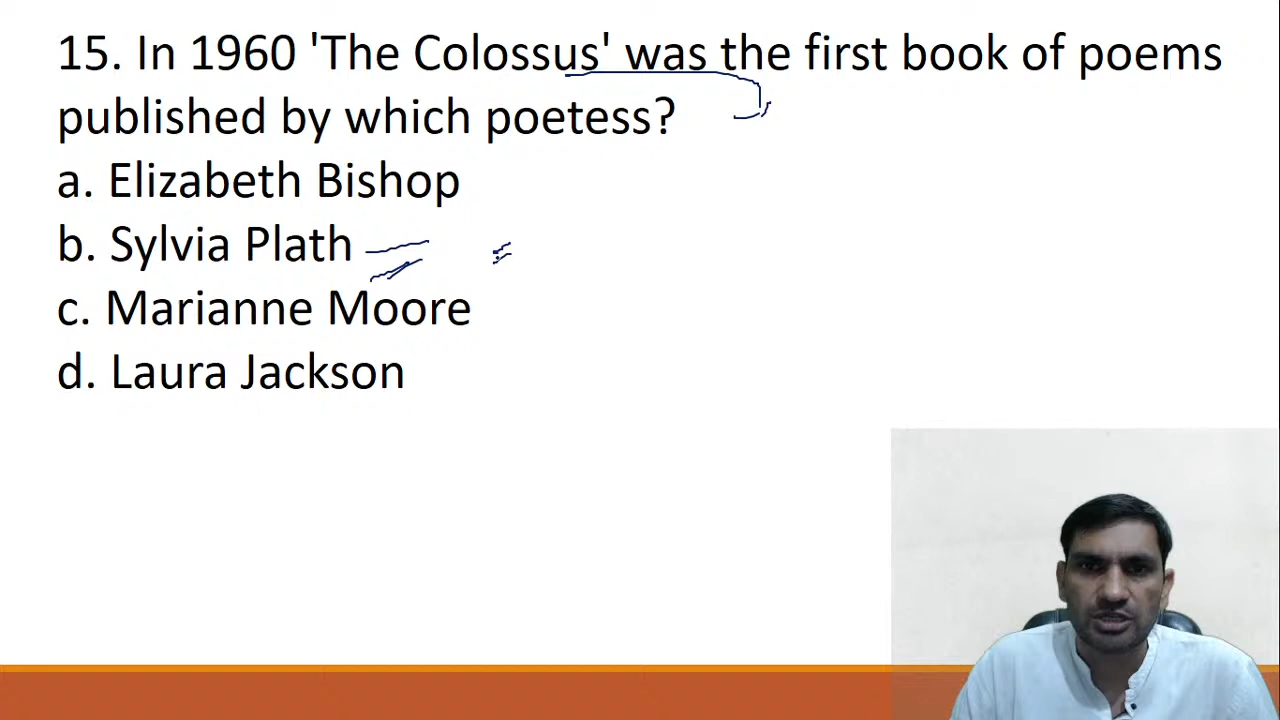 15. In 1960 'The Colossus' was the first book of poems
published by which poetess?
a. Elizabeth Bishop
b. Sylvia Plath
c. Marianne Moore
d. Laura Jackson